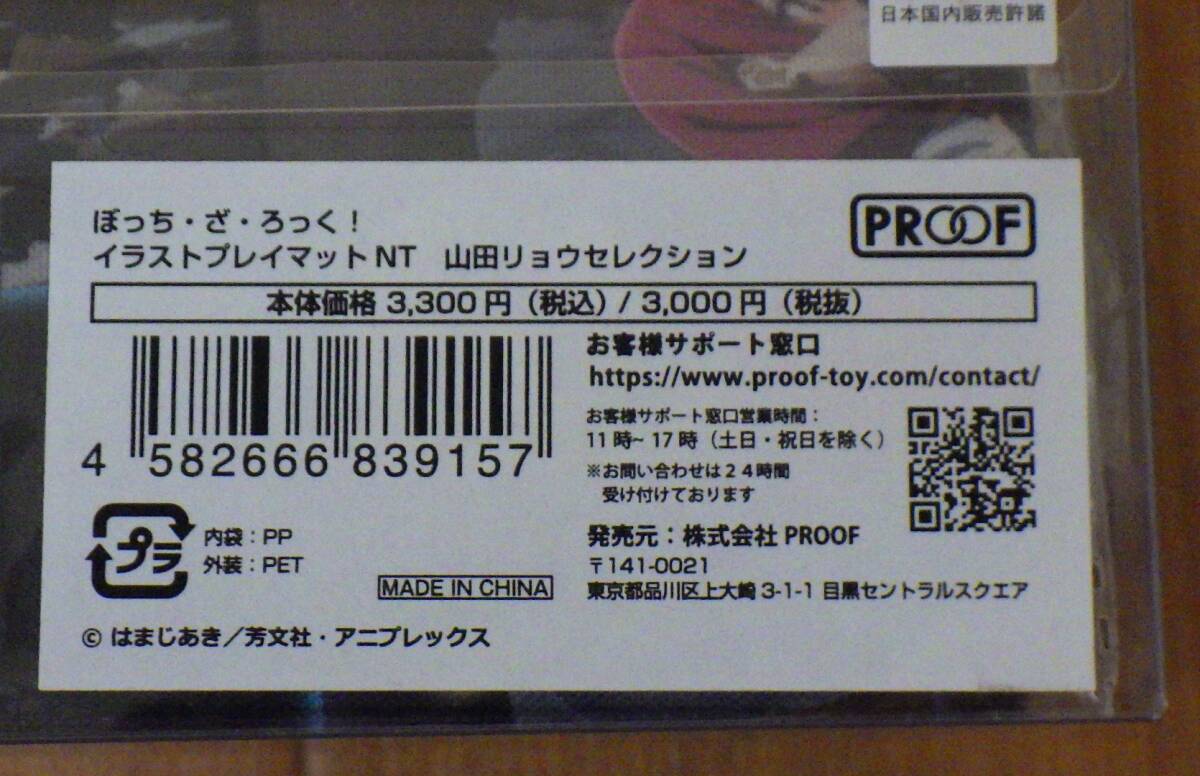 日本国内販売許諾
ぼっち・ざ・ろっく！
イラストプレイマットNT　山田リョウセレクション
PROOF
本体価格 3,300円（税込）/ 3,000円（税抜）
4 582666 839157
お客様サポート窓口
https://www.proof-toy.com/contact/
お客様サポート窓口営業時間：
11時~17時（土日・祝日を除く）
※お問い合わせは２４時間
受け付けております
プラ
内袋：PP
外装：PET
MADE IN CHINA
発売元：株式会社 PROOF
〒141-0021
東京都品川区上大崎 3-1-1 目黒セントラルスクエア
© はまじあき／芳文社・アニプレックス